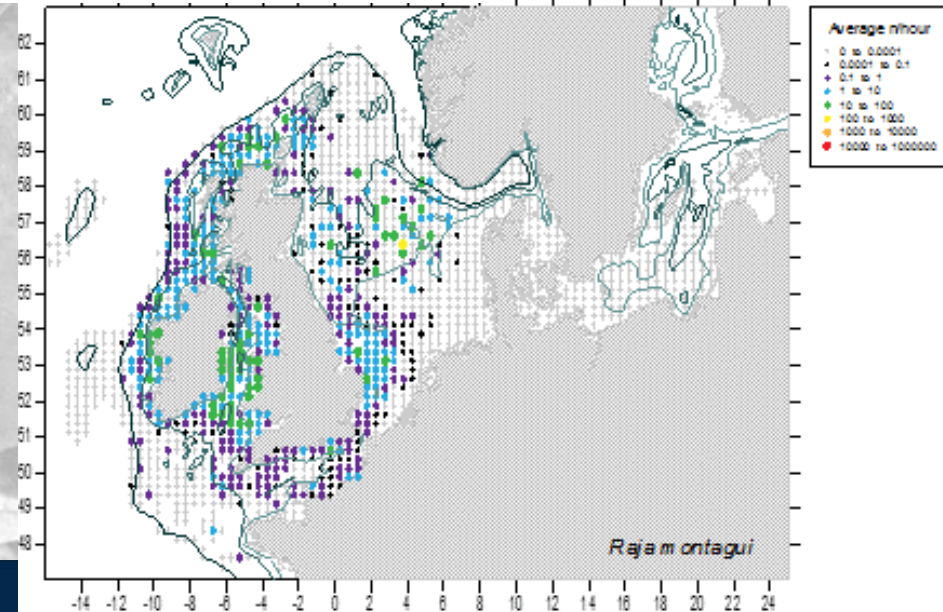 Average n/hour
0 to 0.0001
0.0001 to 0.1
0.1 to 1
1 to 10
10 to 100
100 to 1000
1000 to 10000
10000 to 1000000
62
61
60
59
58
57
56
55
54
53
52
51
50
49
48
Raja montagui
-14 -12 -10 -8 -6 -4 -2 0 2 4 6 8 10 12 14 16 18 20 22 24